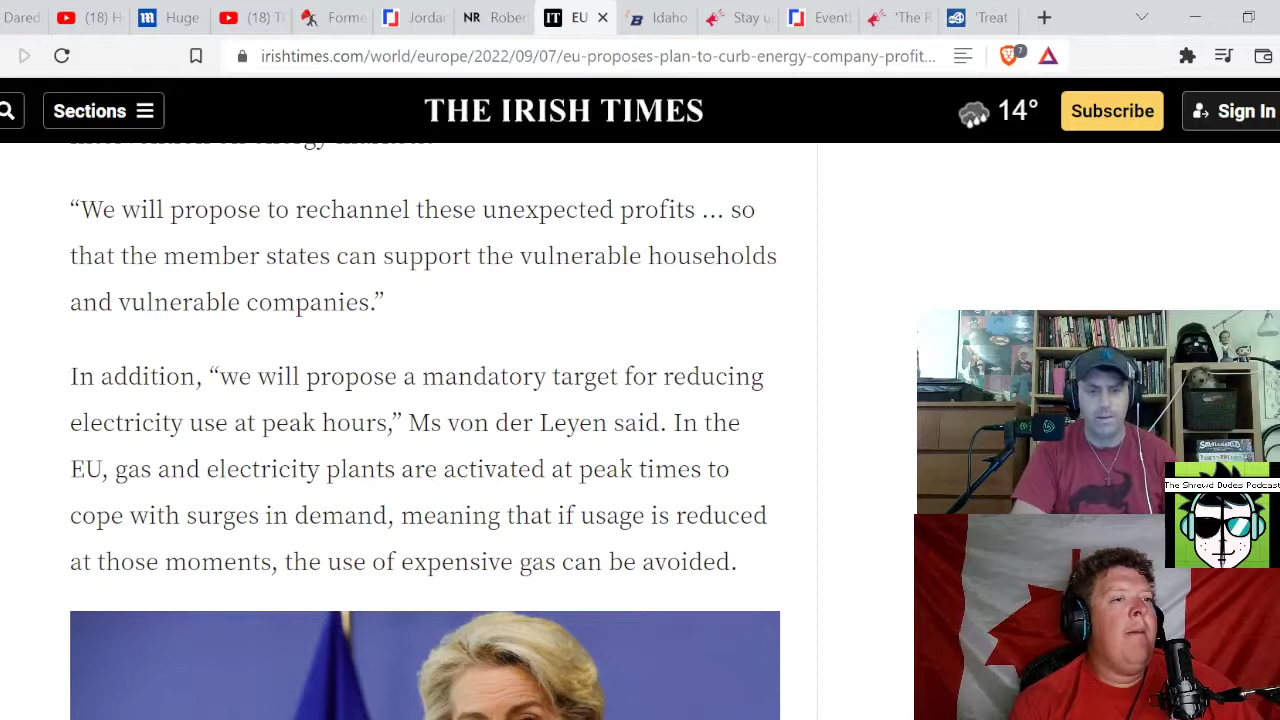 Dared
(18) H
Huge
(18) T
Forme
Jordar
NR Rober
IT EU
Idaho
Stay u
Eventl
'The R
'Treat
irishtimes.com/world/europe/2022/09/07/eu-proposes-plan-to-curb-energy-company-profit...
7
Sections
THE IRISH TIMES
14°
Subscribe
Sign In
“We will propose to rechannel these unexpected profits … so
that the member states can support the vulnerable households
and vulnerable companies.”
In addition, “we will propose a mandatory target for reducing
electricity use at peak hours,” Ms von der Leyen said. In the
EU, gas and electricity plants are activated at peak times to
cope with surges in demand, meaning that if usage is reduced
at those moments, the use of expensive gas can be avoided.
The Shrewd Dudes Podcast